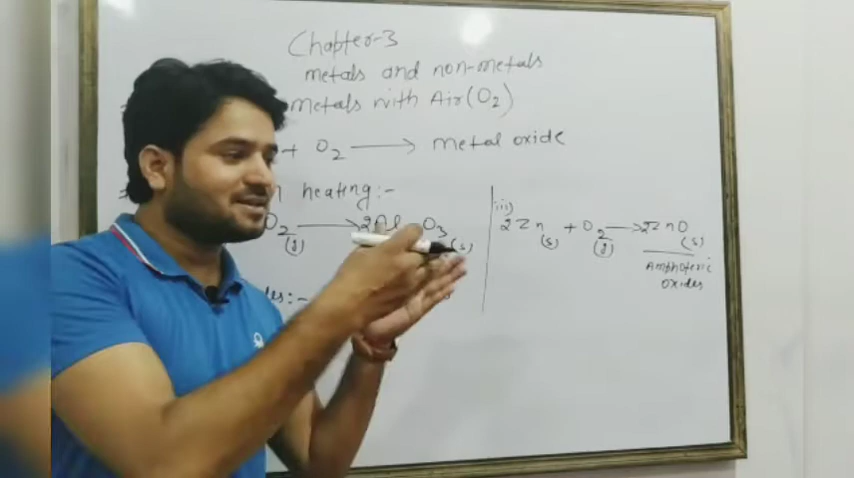 Chapter-3
metals and non-metals
metals with Air(O₂)
+ O₂ ⟶ metal oxide
heating:-
O₂(g) ⟶ 2Al O₃(s)
:-
iii)
2Zn(s) + O₂(g) ⟶ 2ZnO(s)
Amphoteric
oxides